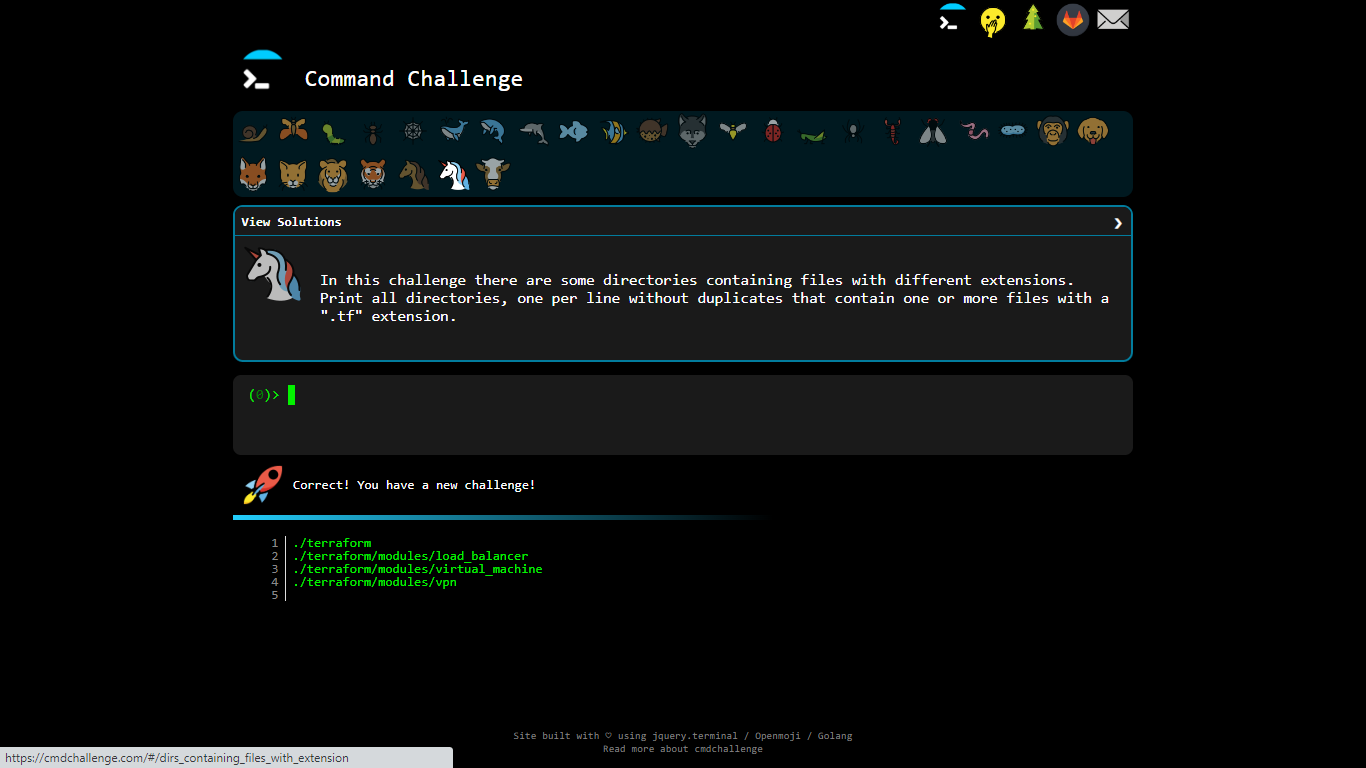 Command Challenge
View Solutions
In this challenge there are some directories containing files with different extensions.
Print all directories, one per line without duplicates that contain one or more files with a
".tf" extension.
(0)>
Correct! You have a new challenge!
1 ./terraform
2 ./terraform/modules/load_balancer
3 ./terraform/modules/virtual_machine
4 ./terraform/modules/vpn
5
Site built with ♡ using jquery.terminal / Openmoji / Golang
Read more about cmdchallenge
https://cmdchallenge.com/#/dirs_containing_files_with_extension